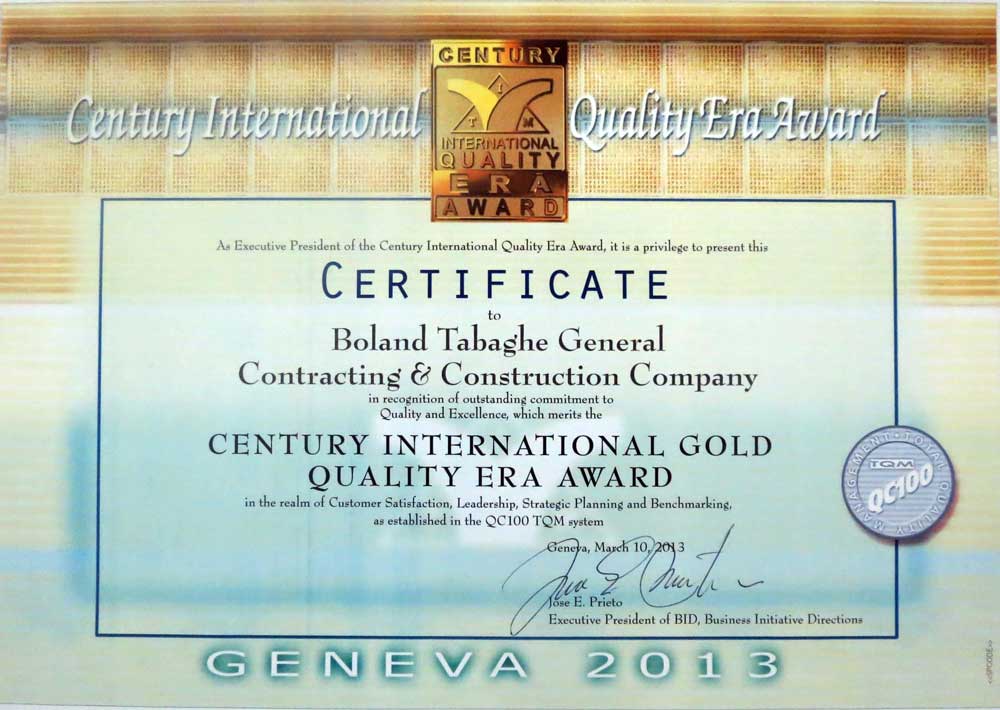 CENTURY
Century International
Quality Era Award
T I M
INTERNATIONAL
QUALITY
ERA
AWARD
As Executive President of the Century International Quality Era Award, it is a privilege to present this
CERTIFICATE
to
Boland Tabaghe General
Contracting & Construction Company
in recognition of outstanding commitment to
Quality and Excellence, which merits the
CENTURY INTERNATIONAL GOLD
QUALITY ERA AWARD
in the realm of Customer Satisfaction, Leadership, Strategic Planning and Benchmarking,
as established in the QC100 TQM system
TOTAL QUALITY MANAGEMENT
TQM
QC100
Geneva, March 10, 2013
Jose E. Prieto
Executive President of BID, Business Initiative Directions
GENEVA 2013
<<SPCODE>>